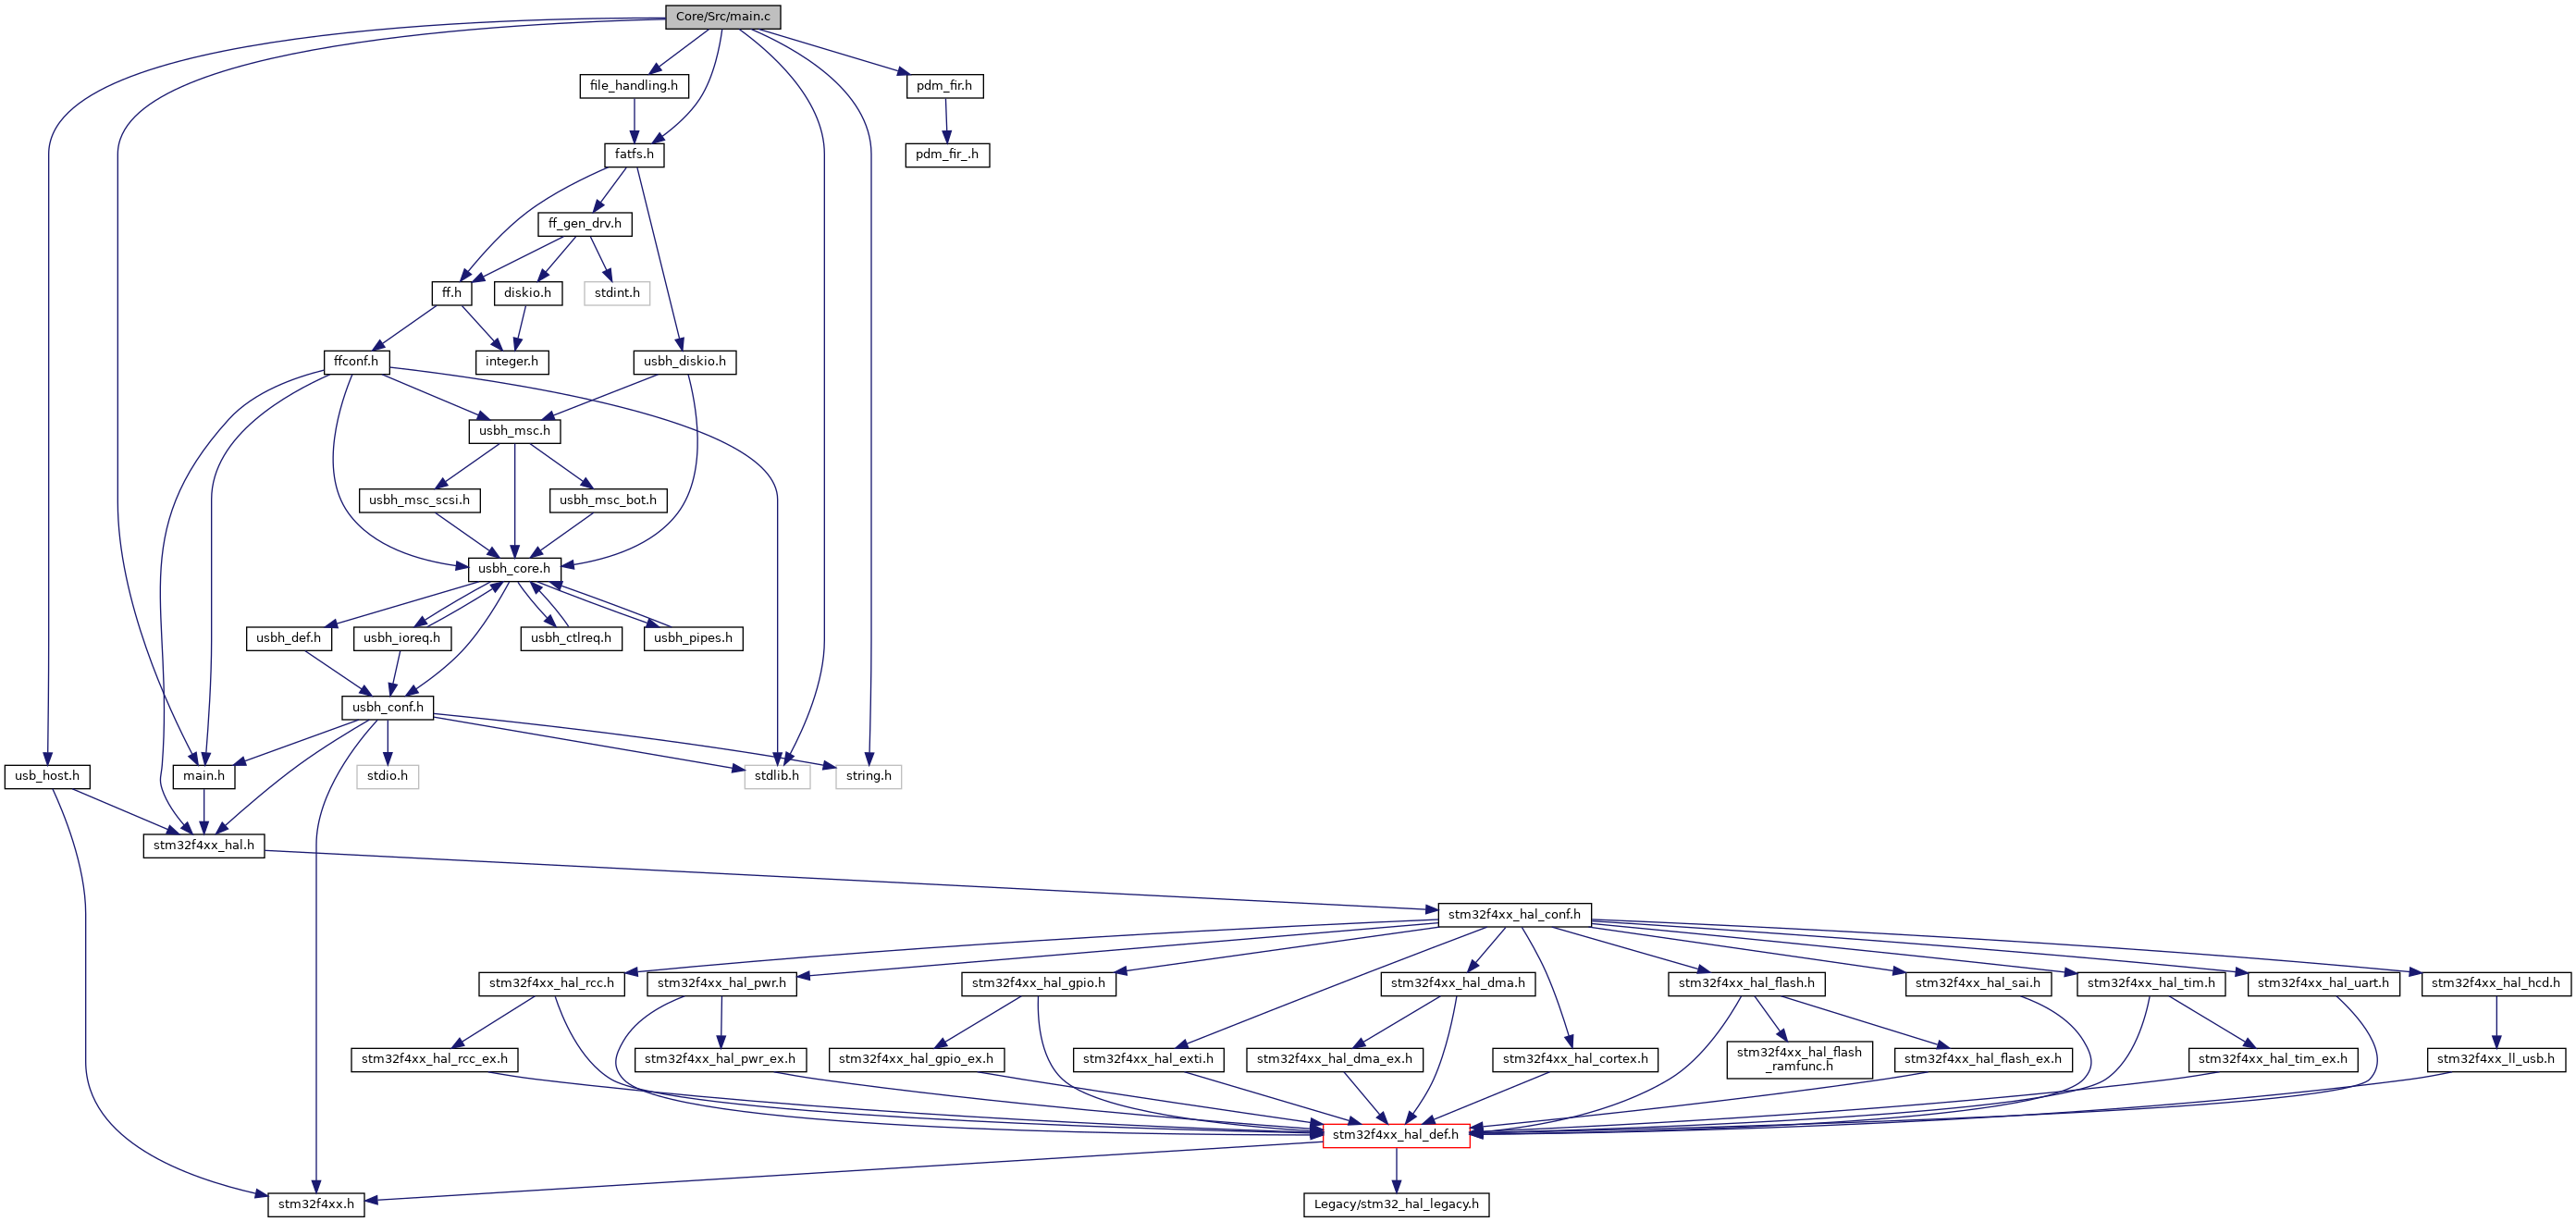 Core/Src/main.c
file_handling.h
pdm_fir.h
fatfs.h
pdm_fir_.h
ff_gen_drv.h
ff.h
diskio.h
stdint.h
ffconf.h
integer.h
usbh_diskio.h
usbh_msc.h
usbh_msc_scsi.h
usbh_msc_bot.h
usbh_core.h
usbh_def.h
usbh_ioreq.h
usbh_ctlreq.h
usbh_pipes.h
usbh_conf.h
usb_host.h
main.h
stdio.h
stdlib.h
string.h
stm32f4xx_hal.h
stm32f4xx_hal_conf.h
stm32f4xx_hal_rcc.h
stm32f4xx_hal_pwr.h
stm32f4xx_hal_gpio.h
stm32f4xx_hal_dma.h
stm32f4xx_hal_flash.h
stm32f4xx_hal_sai.h
stm32f4xx_hal_tim.h
stm32f4xx_hal_uart.h
stm32f4xx_hal_hcd.h
stm32f4xx_hal_rcc_ex.h
stm32f4xx_hal_pwr_ex.h
stm32f4xx_hal_gpio_ex.h
stm32f4xx_hal_exti.h
stm32f4xx_hal_dma_ex.h
stm32f4xx_hal_cortex.h
stm32f4xx_hal_flash
_ramfunc.h
stm32f4xx_hal_flash_ex.h
stm32f4xx_hal_tim_ex.h
stm32f4xx_ll_usb.h
stm32f4xx_hal_def.h
stm32f4xx.h
Legacy/stm32_hal_legacy.h